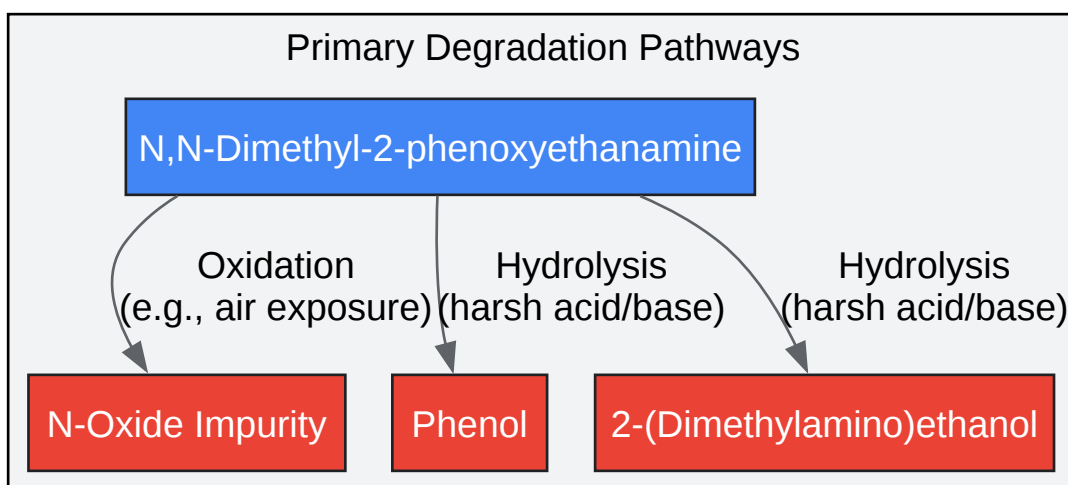 Primary Degradation Pathways
N,N-Dimethyl-2-phenoxyethanamine
Oxidation
(e.g., air exposure)
Hydrolysis
(harsh acid/base)
Hydrolysis
(harsh acid/base)
N-Oxide Impurity
Phenol
2-(Dimethylamino)ethanol